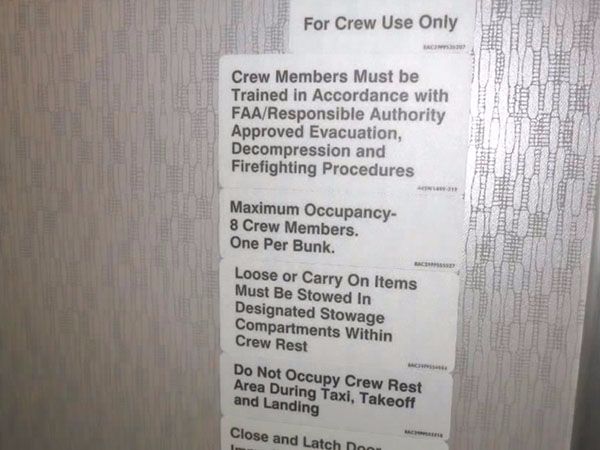 For Crew Use Only
Crew Members Must be
Trained in Accordance with
FAA/Responsible Authority
Approved Evacuation,
Decompression and
Firefighting Procedures
Maximum Occupancy-
8 Crew Members.
One Per Bunk.
Loose or Carry On Items
Must Be Stowed In
Designated Stowage
Compartments Within
Crew Rest
Do Not Occupy Crew Rest
Area During Taxi, Takeoff
and Landing
Close and Latch Door